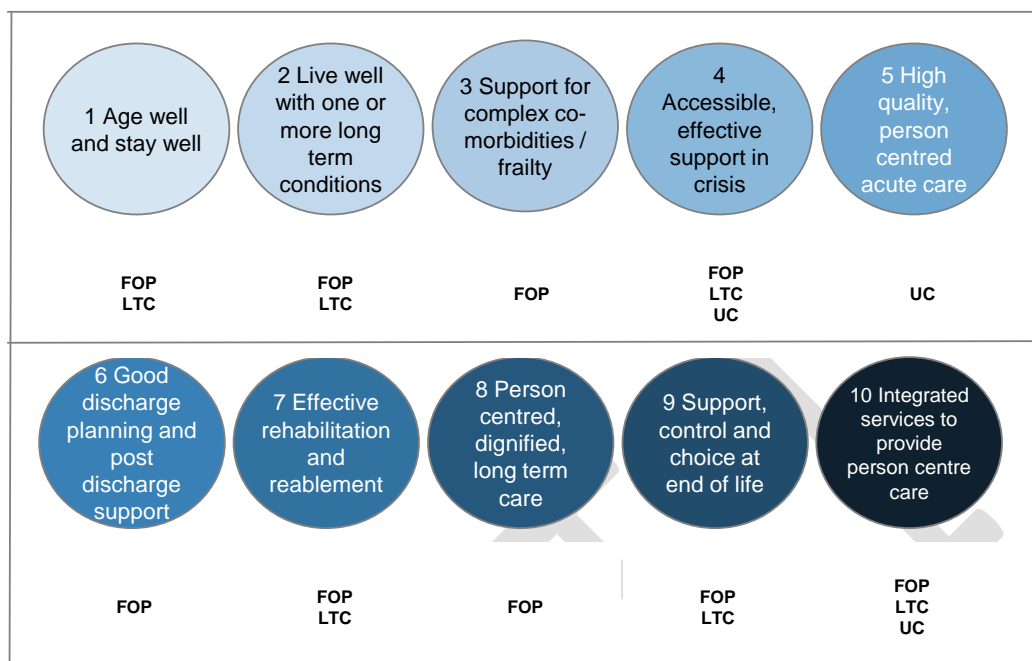 1 Age well
and stay well
2 Live well
with one or
more long
term
conditions
3 Support for
complex co-
morbidities /
frailty
4
Accessible,
effective
support in
crisis
5 High
quality,
person
centred
acute care
FOP
LTC
FOP
LTC
FOP
FOP
LTC
UC
UC
6 Good
discharge
planning and
post
discharge
support
7 Effective
rehabilitation
and
reablement
8 Person
centred,
dignified,
long term
care
9 Support,
control and
choice at
end of life
10 Integrated
services to
provide
person centre
care
FOP
FOP
LTC
FOP
FOP
LTC
FOP
LTC
UC